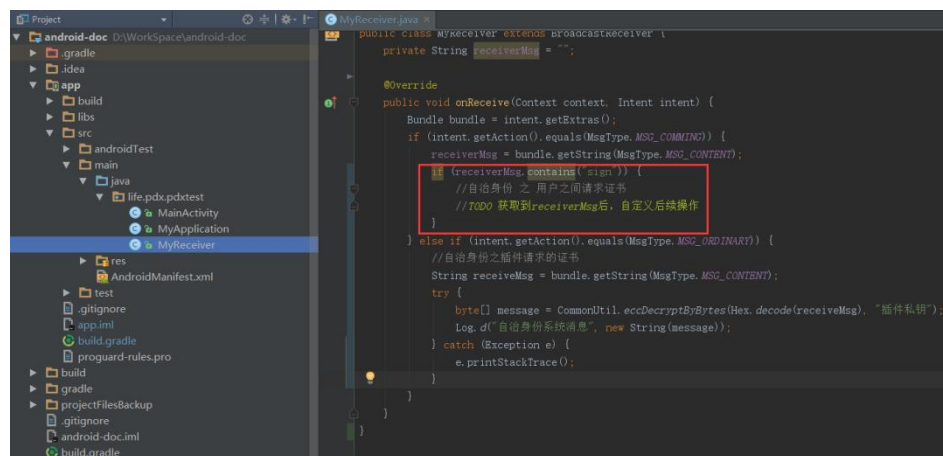 Project
android-doc D:\WorkSpace\android-doc
.gradle
.idea
app
build
libs
src
androidTest
main
java
life.pdx.pdxtest
MainActivity
MyApplication
MyReceiver
res
AndroidManifest.xml
test
.gitignore
app.iml
build.gradle
proguard-rules.pro
build
gradle
projectFilesBackup
.gitignore
android-doc.iml
build.gradle
MyReceiver.java ×
public class MyReceiver extends BroadcastReceiver {
private String receiverMsg = "";
@Override
public void onReceive(Context context, Intent intent) {
Bundle bundle = intent.getExtras();
if (intent.getAction().equals(MsgType.MSG_COMMING)) {
receiverMsg = bundle.getString(MsgType.MSG_CONTENT);
if (receiverMsg.contains("sign")) {
//自治身份 之 用户之间请求证书
//TODO 获取到receiverMsg后，自定义后续操作
}
} else if (intent.getAction().equals(MsgType.MSG_ORDINARY)) {
//自治身份之插件请求的证书
String receiveMsg = bundle.getString(MsgType.MSG_CONTENT);
try {
byte[] message = CommonUtil.eccDecryptByBytes(Hex.decode(receiveMsg), "插件私钥");
Log.d("自治身份系统消息", new String(message));
} catch (Exception e) {
e.printStackTrace();
}
}
}
}